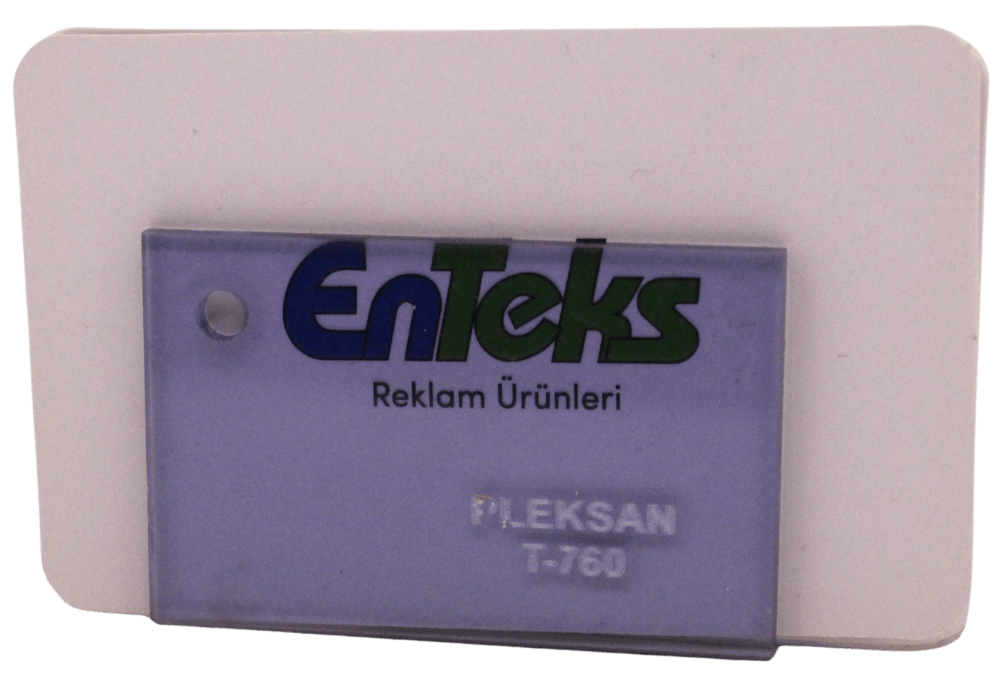 EnTeks
Reklam Ürünleri
PLEKSAN
T-760